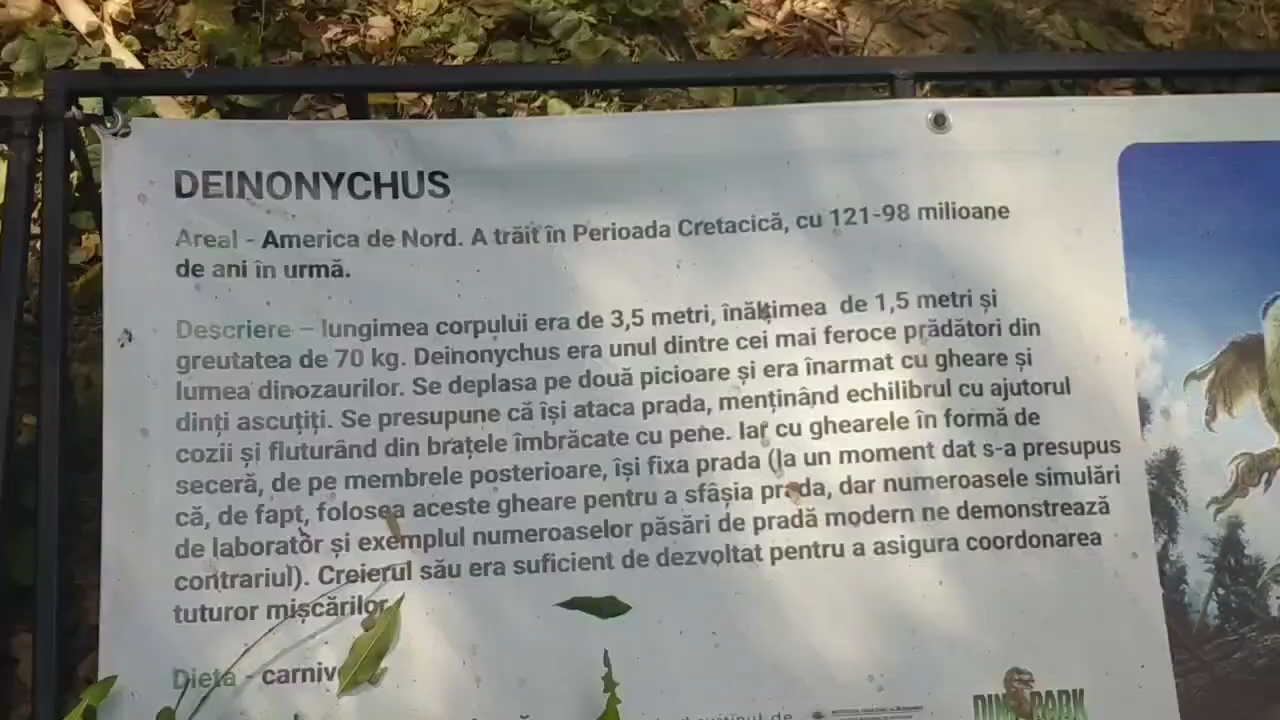 DEINONYCHUS
Areal - America de Nord. A trăit în Perioada Cretacică, cu 121-98 milioane
de ani în urmă.
Descriere – lungimea corpului era de 3,5 metri, înălțimea de 1,5 metri și
greutatea de 70 kg. Deinonychus era unul dintre cei mai feroce prădători din
lumea dinozaurilor. Se deplasa pe două picioare și era înarmat cu gheare și
dinți ascuțiți. Se presupune că își ataca prada, menținând echilibrul cu ajutorul
cozii și fluturând din brațele îmbrăcate cu pene. Iar cu ghearele în formă de
seceră, de pe membrele posterioare, își fixa prada (la un moment dat s-a presupus
că, de fapt, folosea aceste gheare pentru a sfâșia prada, dar numeroasele simulări
de laborator și exemplul numeroaselor păsări de pradă modern ne demonstrează
contrariul). Creierul său era suficient de dezvoltat pentru a asigura coordonarea
tuturor mișcărilor
Dieta - carniv
DINO PARK